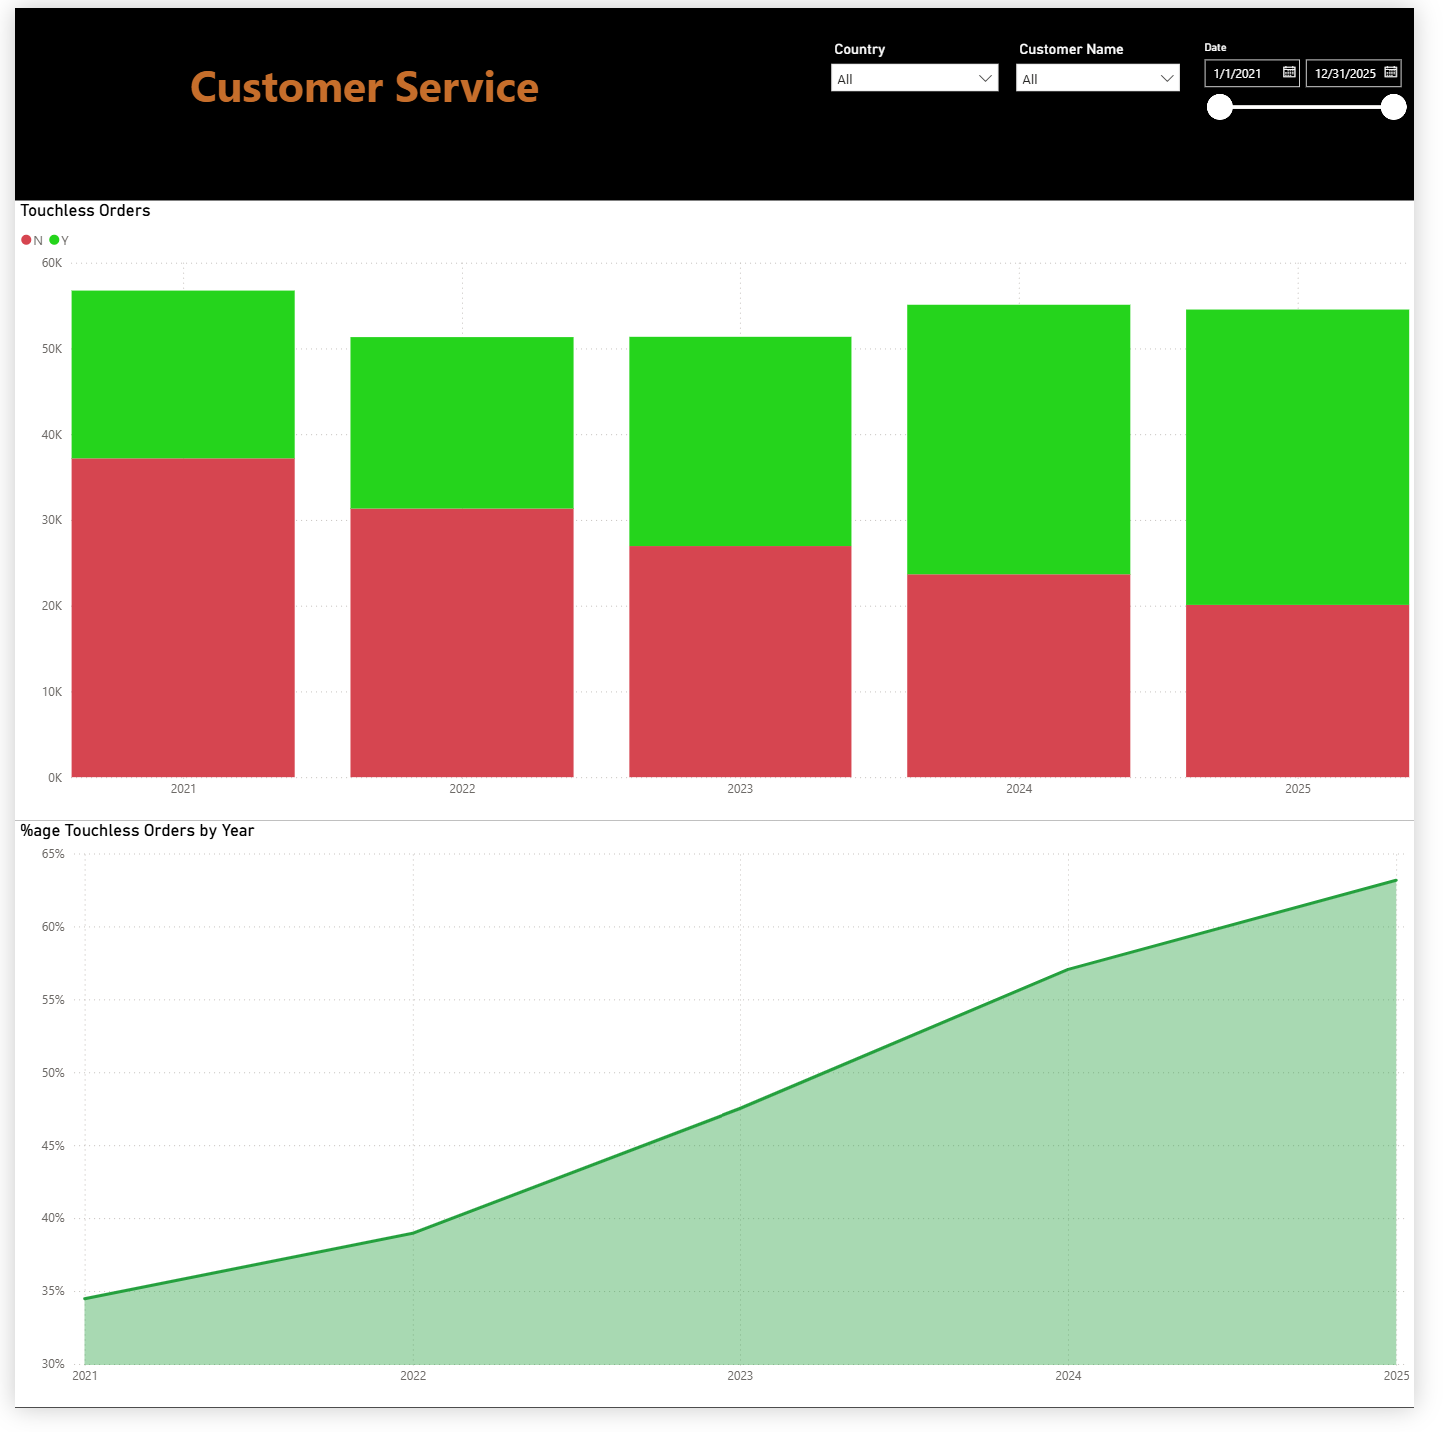 Customer Service
Country
All
Customer Name
All
Date
1/1/2021
12/31/2025
Touchless Orders
N Y
60K
50K
40K
30K
20K
10K
0K
2021 2022 2023 2024 2025
%age Touchless Orders by Year
65%
60%
55%
50%
45%
40%
35%
30%
2021 2022 2023 2024 2025